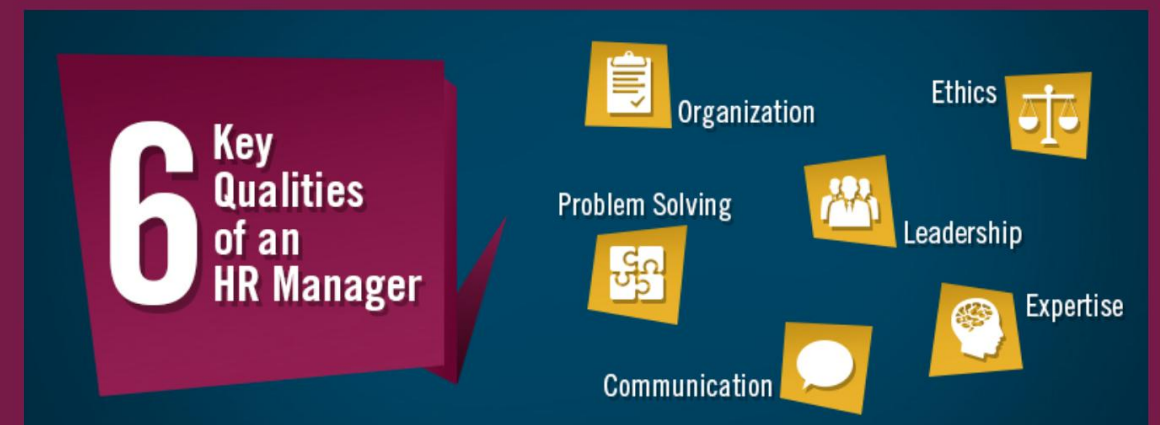 6
Key
Qualities
of an
HR Manager
Organization
Ethics
Problem Solving
Leadership
Expertise
Communication